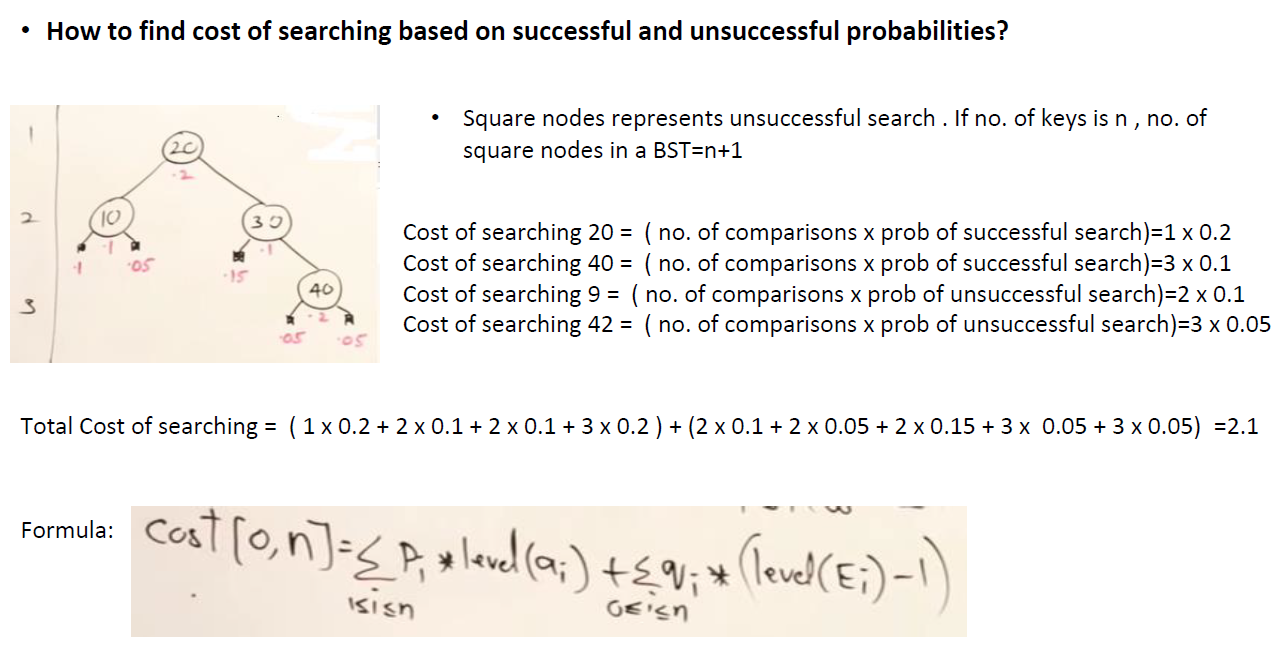 • How to find cost of searching based on successful and unsuccessful probabilities?
1
20
.2
2
10
30
.1
.1
.1
.05
.15
3
40
.2
.05
.05
• Square nodes represents unsuccessful search . If no. of keys is n , no. of
square nodes in a BST=n+1
Cost of searching 20 = ( no. of comparisons x prob of successful search)=1 x 0.2
Cost of searching 40 = ( no. of comparisons x prob of successful search)=3 x 0.1
Cost of searching 9 = ( no. of comparisons x prob of unsuccessful search)=2 x 0.1
Cost of searching 42 = ( no. of comparisons x prob of unsuccessful search)=3 x 0.05
Total Cost of searching = ( 1 x 0.2 + 2 x 0.1 + 2 x 0.1 + 3 x 0.2 ) + (2 x 0.1 + 2 x 0.05 + 2 x 0.15 + 3 x 0.05 + 3 x 0.05) =2.1
Formula: Cost[0,n]=Σ Pi * level(ai) + Σ qi * (level(Ei)-1)
1≤i≤n 0≤i≤n